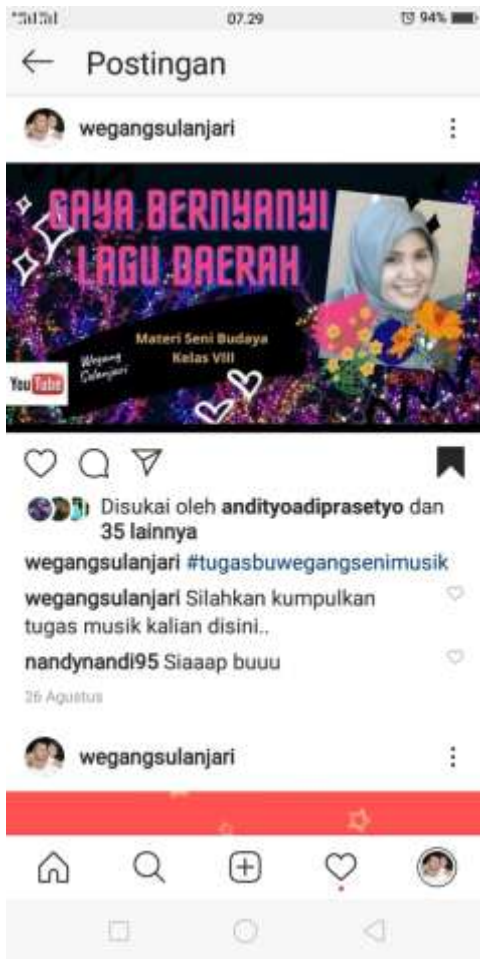 07.29
94%
Postingan
wegangsulanjari
GAYA BERNYANYI
LAGU DAERAH
Materi Seni Budaya
Kelas VIII
Wegang
Sulanjari
YouTube
Disukai oleh andityoadiprasetyo dan
35 lainnya
wegangsulanjari #tugasbuwegangsenimusik
wegangsulanjari Silahkan kumpulkan
tugas musik kalian disini..
nandynandi95 Siaaap buuu
26 Agustus
wegangsulanjari